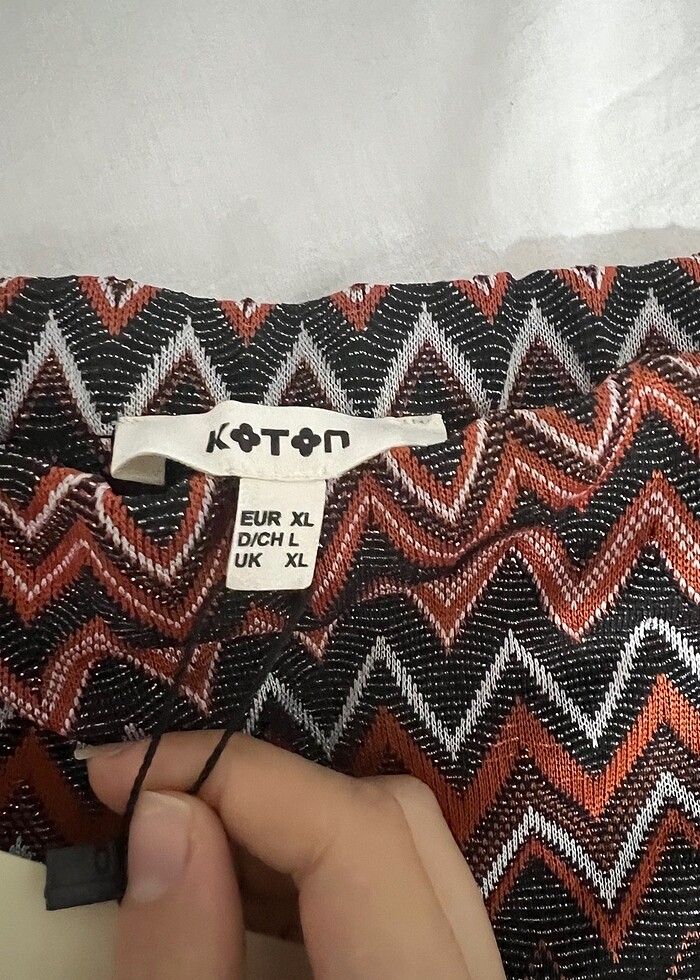 KOTON
EUR XL
D/CH L
UK XL